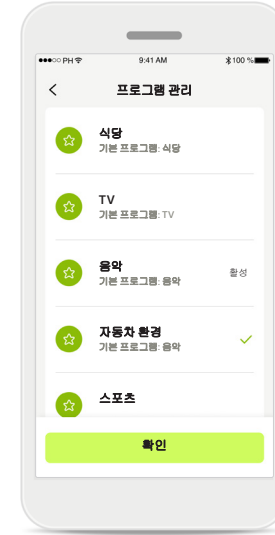 PH 9:41 AM 100 %
프로그램 관리
식당
기본 프로그램: 식당
TV
기본 프로그램: TV
음악
기본 프로그램: 음악
활성
자동차 환경
기본 프로그램: 음악
스포츠
확인